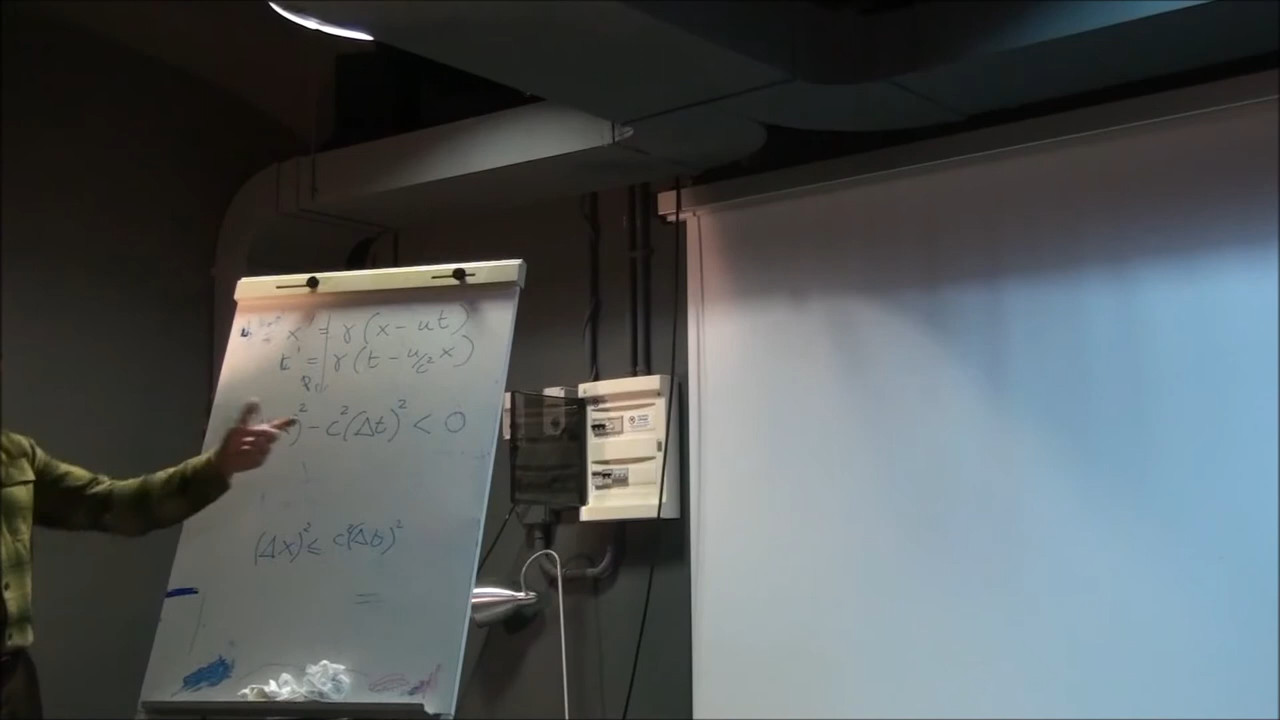 x' = γ(x - ut)
t' = γ(t - u/c² x)
)² - c²(Δt)² < 0
(Δx)² ≤ c²(Δt)²
=